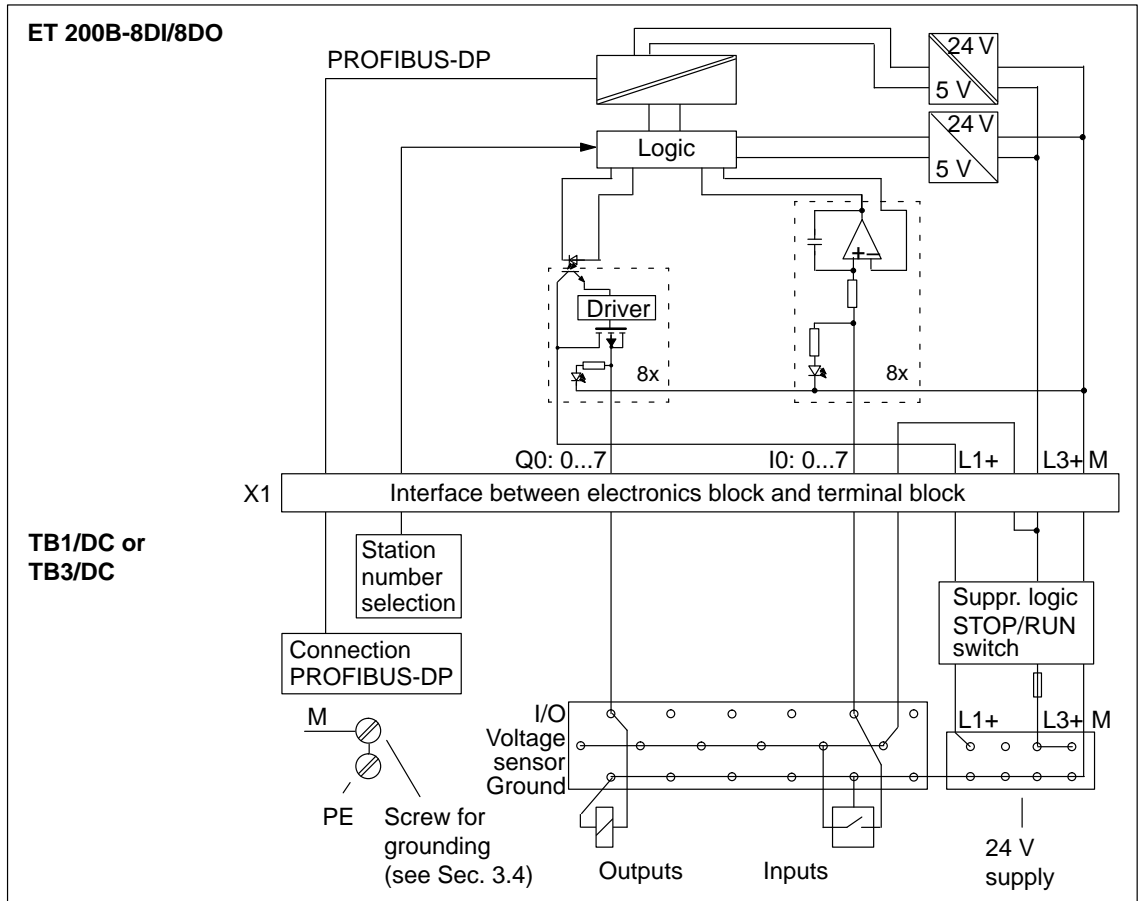 ET 200B-8DI/8DO
PROFIBUS-DP
24 V
5 V
Logic
24 V
5 V
+ –
Driver
8x
8x
Q0: 0...7
I0: 0...7
L1+
L3+ M
X1
Interface between electronics block and terminal block
TB1/DC or
TB3/DC
Station
number
selection
Suppr. logic
STOP/RUN
switch
Connection
PROFIBUS-DP
M
PE
Screw for
grounding
(see Sec. 3.4)
I/O
Voltage
sensor
Ground
L1+
L3+ M
Outputs
Inputs
24 V
supply